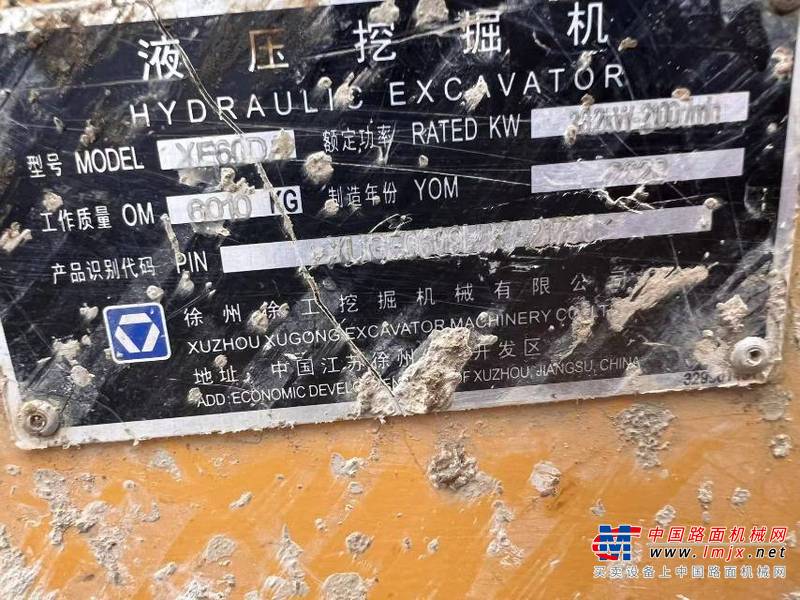 液压挖掘机
HYDRAULIC EXCAVATOR
型号 MODEL XE60D 额定功率 RATED KW
工作质量 OM 6010 KG 制造年份 YOM
产品识别代码 PIN
徐州徐工挖掘机械有限公司
XUZHOU XUGONG EXCAVATOR MACHINERY CO., LT
地址：中国江苏徐州 开发区
ADD: ECONOMIC DEVELOPMEN OF XUZHOU, JIANGSU, CHINA
中国路面机械网
www.lmjx.net
买卖设备上中国路面机械网